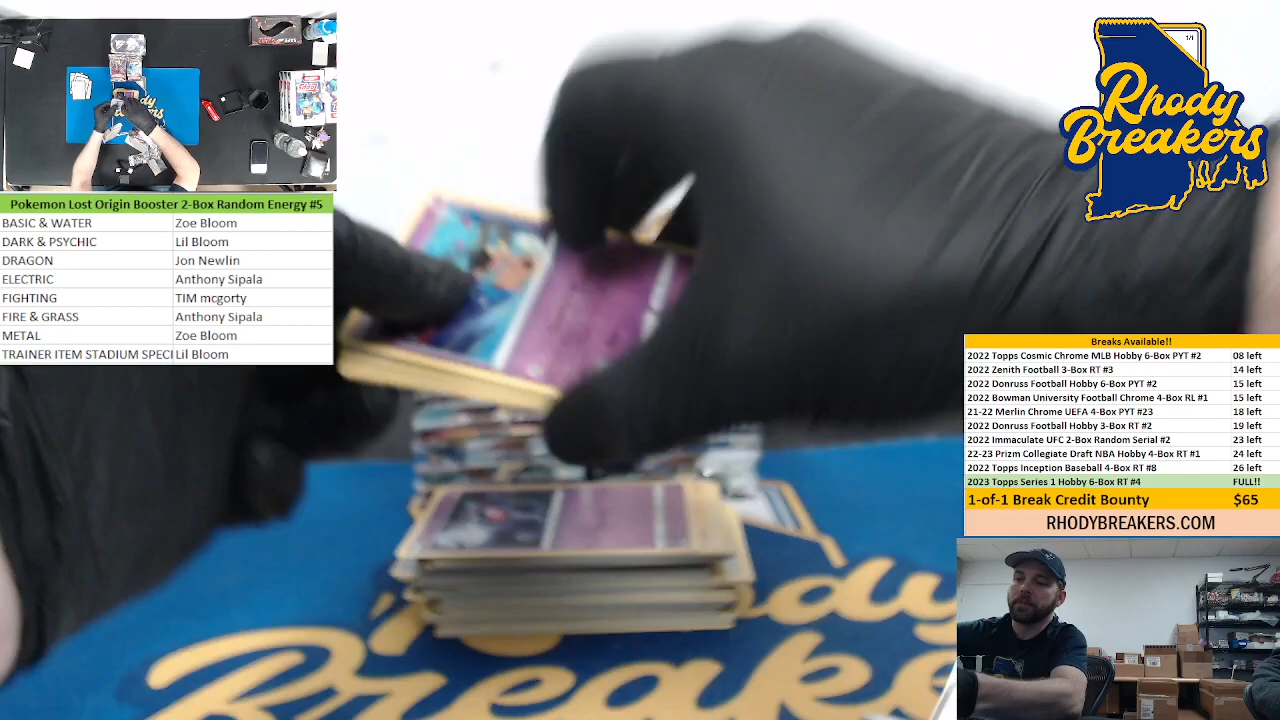 Pokemon Lost Origin Booster 2-Box Random Energy #5
BASIC & WATER Zoe Bloom
DARK & PSYCHIC Lil Bloom
DRAGON Jon Newlin
ELECTRIC Anthony Sipala
FIGHTING TIM mcgorty
FIRE & GRASS Anthony Sipala
METAL Zoe Bloom
TRAINER ITEM STADIUM SPECI Lil Bloom
1/1
Rhody
Breakers
Breaks Available!!
2022 Topps Cosmic Chrome MLB Hobby 6-Box PYT #2 08 left
2022 Zenith Football 3-Box RT #3 14 left
2022 Donruss Football Hobby 6-Box PYT #2 15 left
2022 Bowman University Football Chrome 4-Box RL #1 15 left
21-22 Merlin Chrome UEFA 4-Box PYT #23 18 left
2022 Donruss Football Hobby 3-Box RT #2 19 left
2022 Immaculate UFC 2-Box Random Serial #2 23 left
22-23 Prizm Collegiate Draft NBA Hobby 4-Box RT #1 24 left
2022 Topps Inception Baseball 4-Box RT #8 26 left
2023 Topps Series 1 Hobby 6-Box RT #4 FULL!!
1-of-1 Break Credit Bounty $65
RHODYBREAKERS.COM